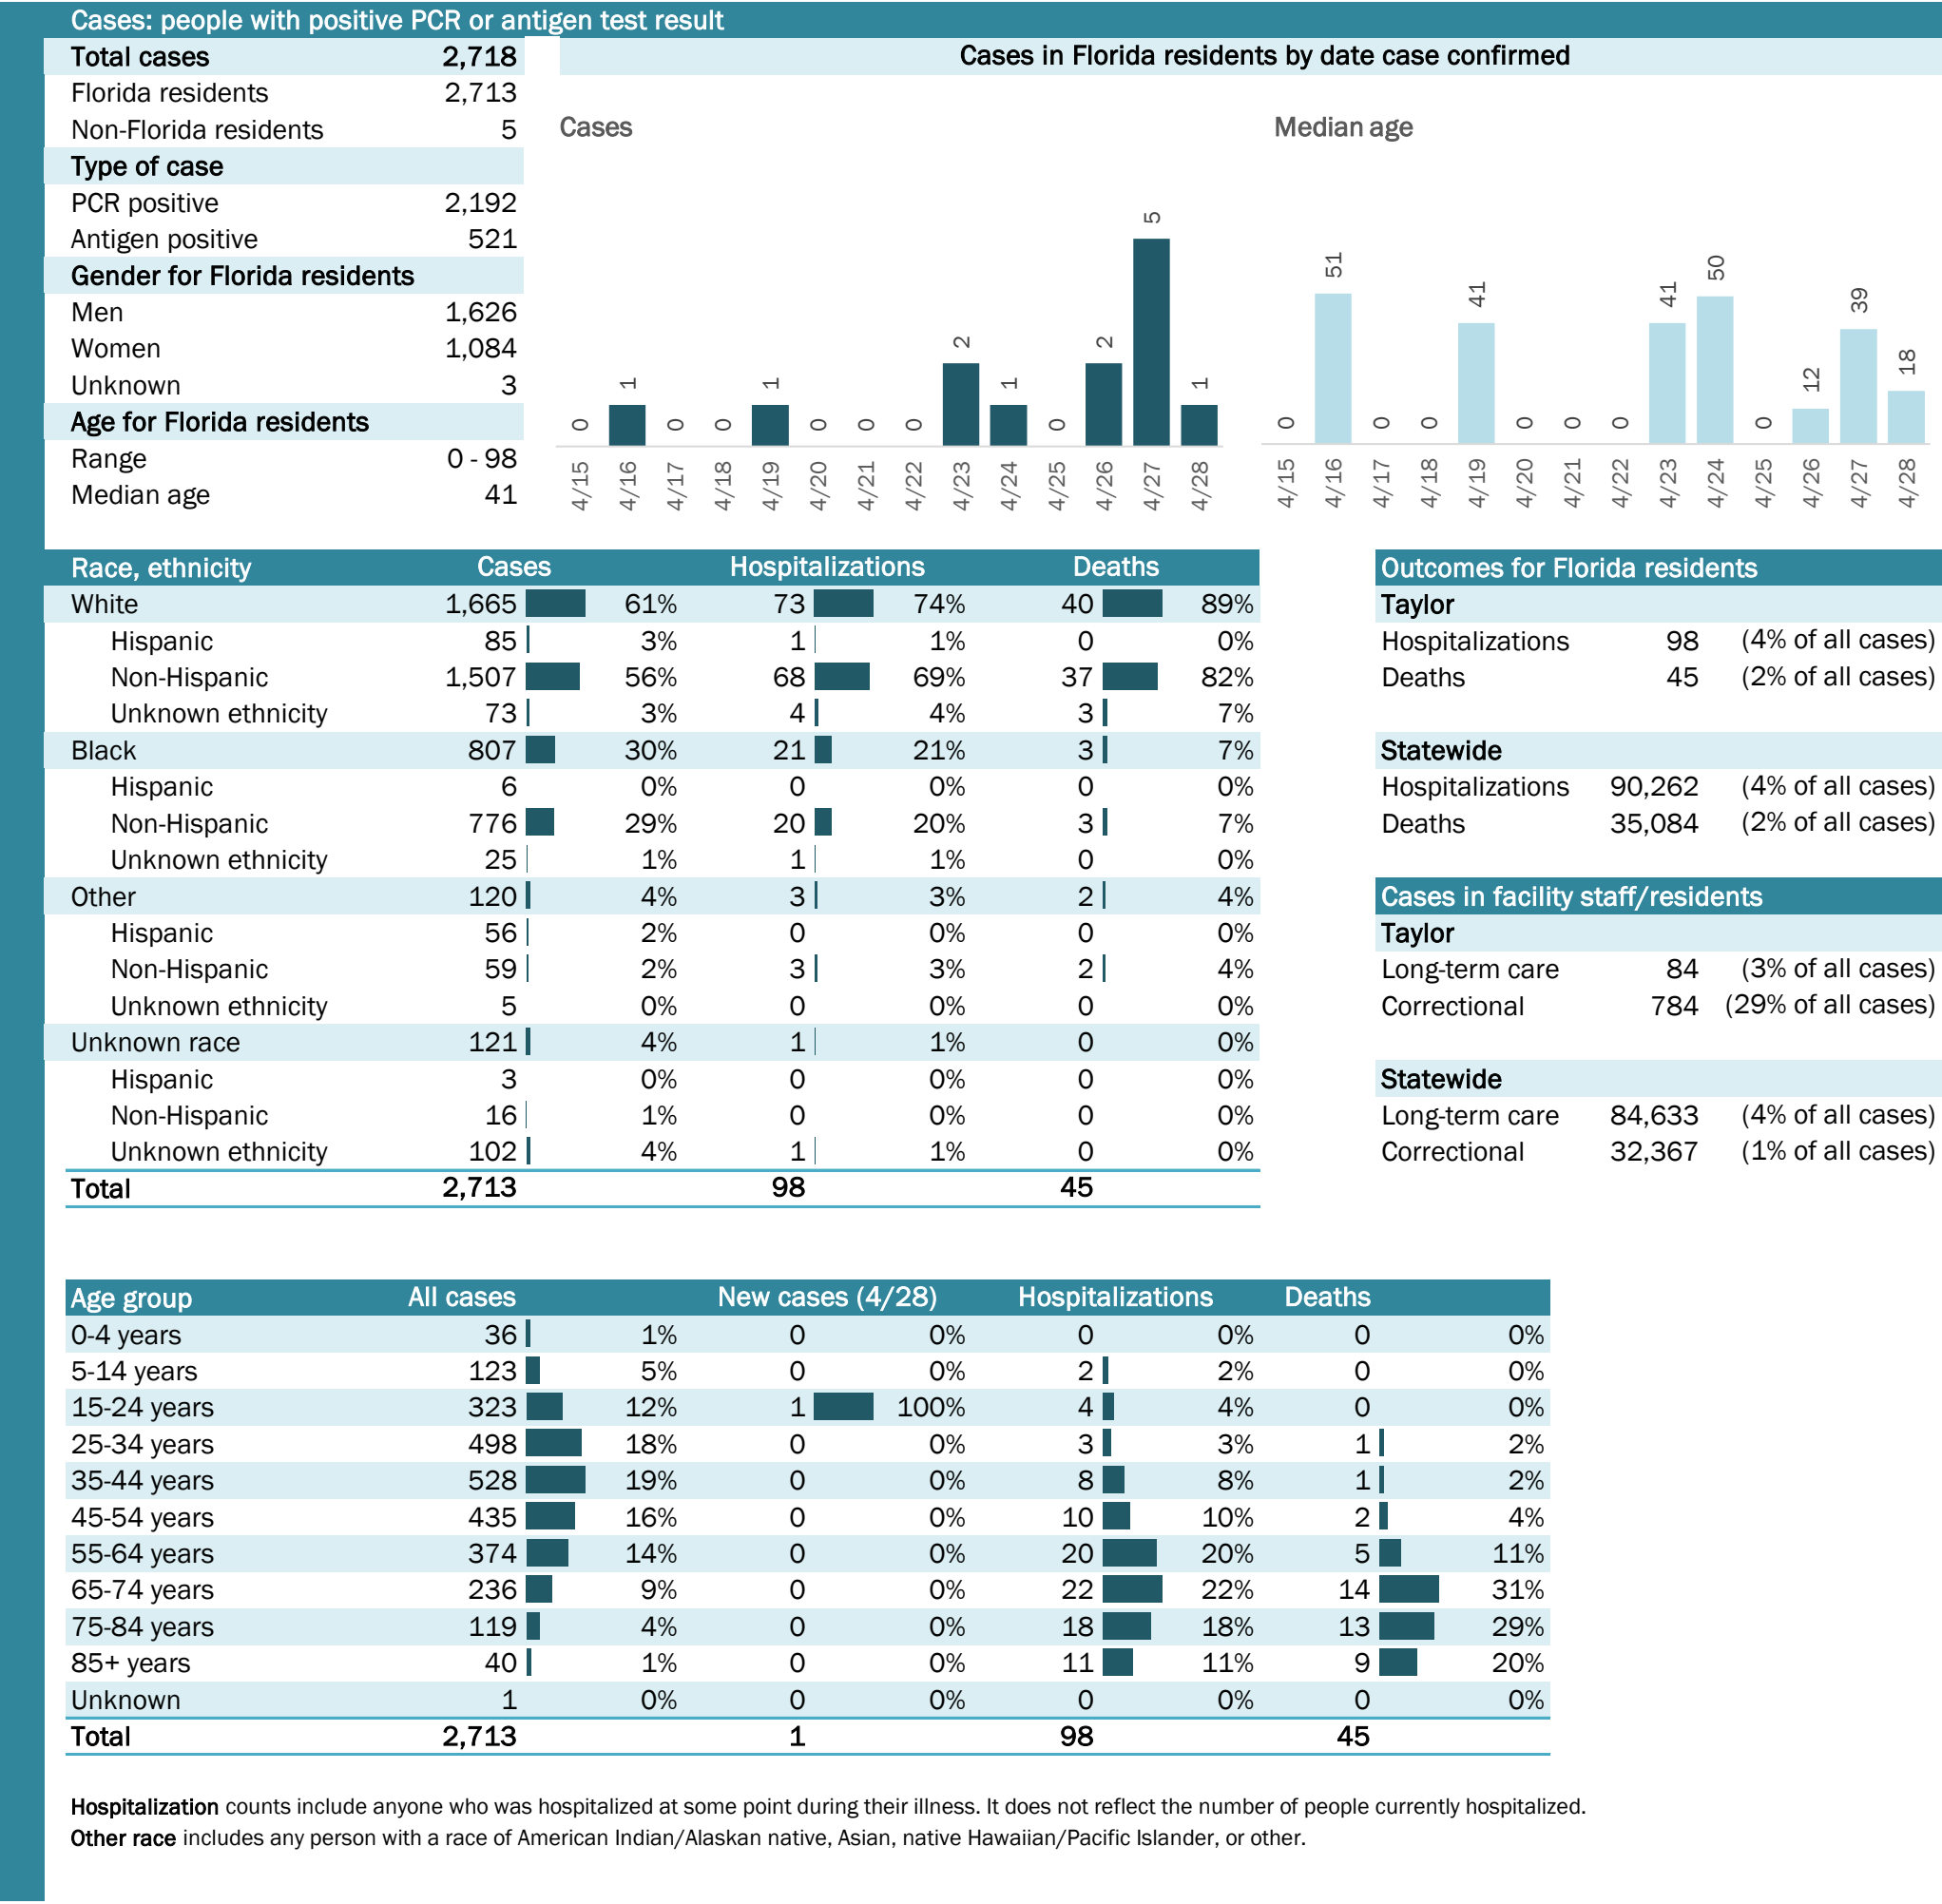 Cases: people with positive PCR or antigen test result
Total cases 2,718
Florida residents 2,713
Non-Florida residents 5
Type of case
PCR positive 2,192
Antigen positive 521
Gender for Florida residents
Men 1,626
Women 1,084
Unknown 3
Age for Florida residents
Range 0 - 98
Median age 41
Cases in Florida residents by date case confirmed
Cases
0 1 0 0 1 0 0 0 2 1 0 2 5 1
4/15 4/16 4/17 4/18 4/19 4/20 4/21 4/22 4/23 4/24 4/25 4/26 4/27 4/28
Median age
0 51 0 0 41 0 0 0 41 50 0 12 39 18
4/15 4/16 4/17 4/18 4/19 4/20 4/21 4/22 4/23 4/24 4/25 4/26 4/27 4/28
Race, ethnicity Cases Hospitalizations Deaths
White 1,665 61% 73 74% 40 89%
Hispanic 85 3% 1 1% 0 0%
Non-Hispanic 1,507 56% 68 69% 37 82%
Unknown ethnicity 73 3% 4 4% 3 7%
Black 807 30% 21 21% 3 7%
Hispanic 6 0% 0 0% 0 0%
Non-Hispanic 776 29% 20 20% 3 7%
Unknown ethnicity 25 1% 1 1% 0 0%
Other 120 4% 3 3% 2 4%
Hispanic 56 2% 0 0% 0 0%
Non-Hispanic 59 2% 3 3% 2 4%
Unknown ethnicity 5 0% 0 0% 0 0%
Unknown race 121 4% 1 1% 0 0%
Hispanic 3 0% 0 0% 0 0%
Non-Hispanic 16 1% 0 0% 0 0%
Unknown ethnicity 102 4% 1 1% 0 0%
Total 2,713 98 45
Outcomes for Florida residents
Taylor
Hospitalizations 98 (4% of all cases)
Deaths 45 (2% of all cases)
Statewide
Hospitalizations 90,262 (4% of all cases)
Deaths 35,084 (2% of all cases)
Cases in facility staff/residents
Taylor
Long-term care 84 (3% of all cases)
Correctional 784 (29% of all cases)
Statewide
Long-term care 84,633 (4% of all cases)
Correctional 32,367 (1% of all cases)
Age group All cases New cases (4/28) Hospitalizations Deaths
0-4 years 36 1% 0 0% 0 0% 0 0%
5-14 years 123 5% 0 0% 2 2% 0 0%
15-24 years 323 12% 1 100% 4 4% 0 0%
25-34 years 498 18% 0 0% 3 3% 1 2%
35-44 years 528 19% 0 0% 8 8% 1 2%
45-54 years 435 16% 0 0% 10 10% 2 4%
55-64 years 374 14% 0 0% 20 20% 5 11%
65-74 years 236 9% 0 0% 22 22% 14 31%
75-84 years 119 4% 0 0% 18 18% 13 29%
85+ years 40 1% 0 0% 11 11% 9 20%
Unknown 1 0% 0 0% 0 0% 0 0%
Total 2,713 1 98 45
Hospitalization counts include anyone who was hospitalized at some point during their illness. It does not reflect the number of people currently hospitalized.
Other race includes any person with a race of American Indian/Alaskan native, Asian, native Hawaiian/Pacific Islander, or other.